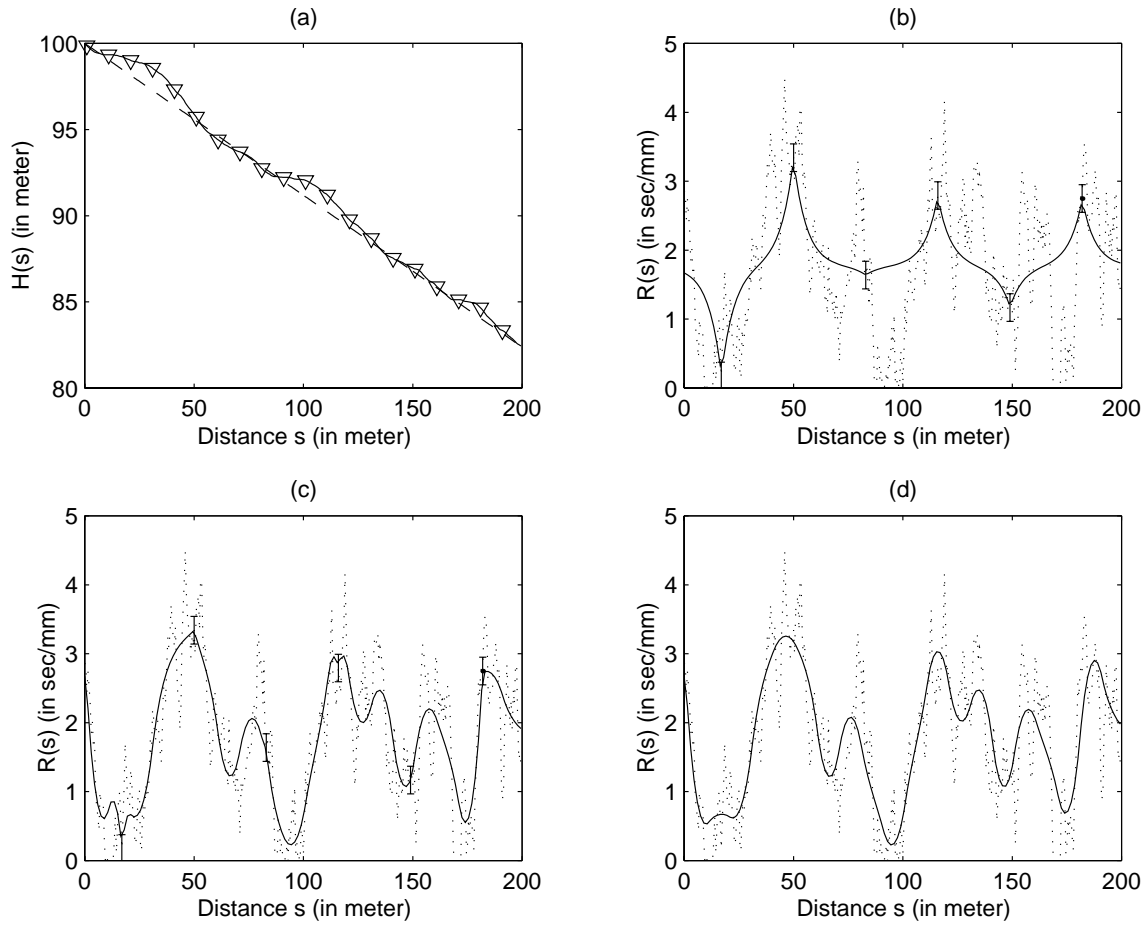 (a)
100
95
90
85
80
H(s) (in meter)
0 50 100 150 200
Distance s (in meter)
(b)
5
4
3
2
1
0
R(s) (in sec/mm)
0 50 100 150 200
Distance s (in meter)
(c)
5
4
3
2
1
0
R(s) (in sec/mm)
0 50 100 150 200
Distance s (in meter)
(d)
5
4
3
2
1
0
R(s) (in sec/mm)
0 50 100 150 200
Distance s (in meter)